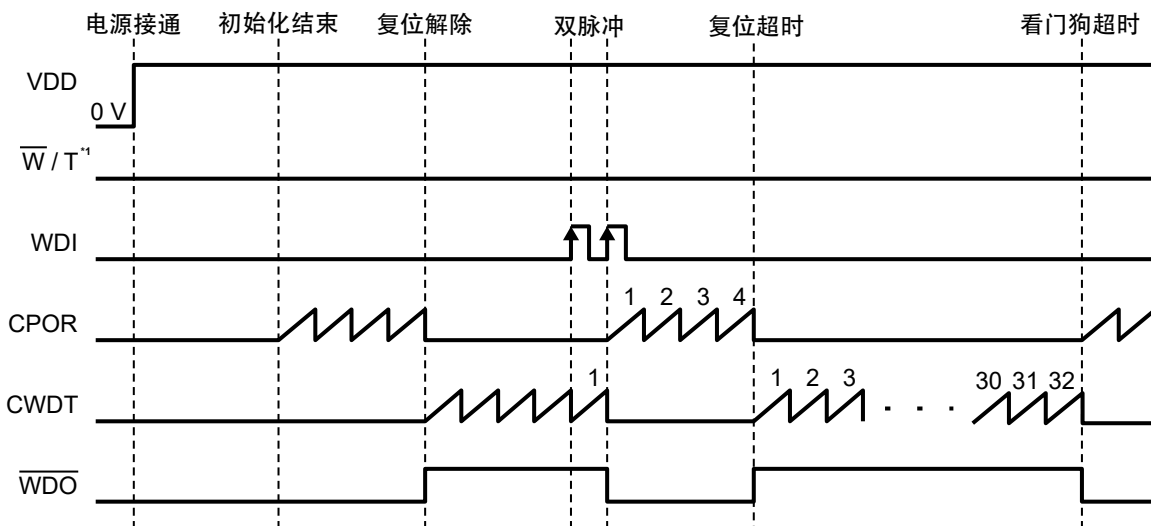 电源接通 初始化结束 复位解除 双脉冲 复位超时 看门狗超时
VDD
0 V
W / T*1
WDI
1 2 3 4
CPOR
1 1 2 3 30 31 32
CWDT
· · ·
WDO